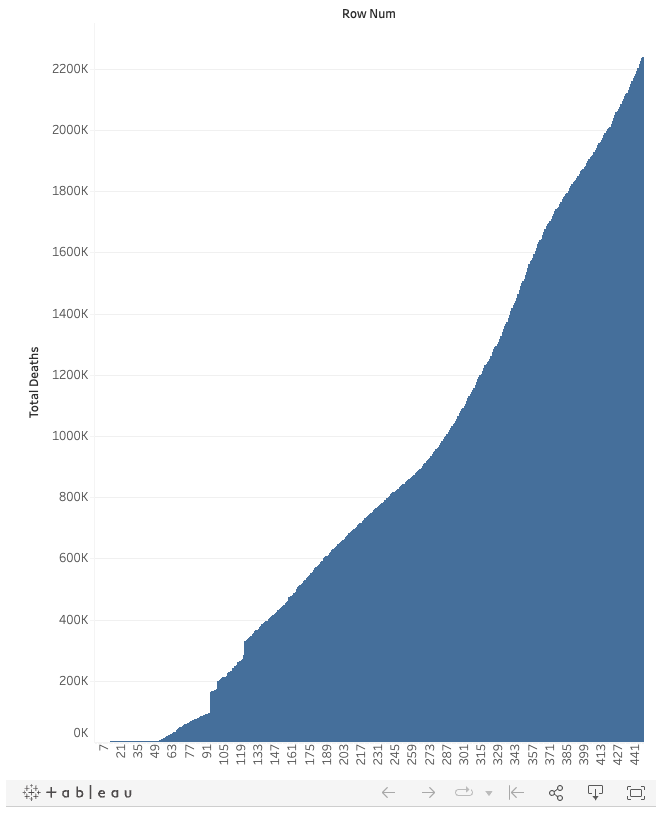 Row Num
2200K
2000K
1800K
1600K
1400K
1200K
1000K
800K
600K
400K
200K
0K
Total Deaths
7 21 35 49 63 77 91 105 119 133 147 161 175 189 203 217 231 245 259 273 287 301 315 329 343 357 371 385 399 413 427 441
+ a b | e a u